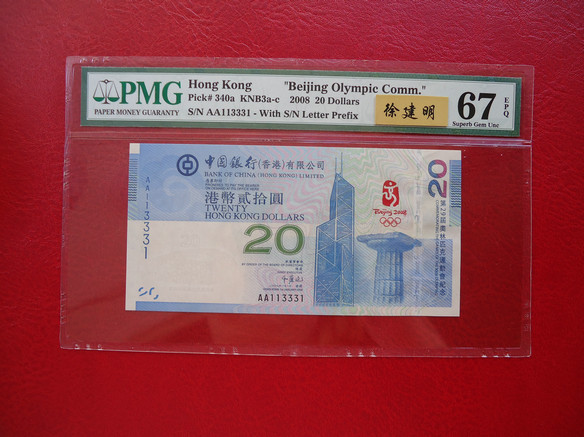 PMG
PAPER MONEY GUARANTY
Hong Kong "Beijing Olympic Comm."
Pick# 340a KNB3a-c 2008 20 Dollars
S/N AA113331 - With S/N Letter Prefix
徐建明
67
EPQ
Superb Gem Unc
中国銀行(香港)有限公司
BANK OF CHINA (HONG KONG) LIMITED
港幣貳拾圓
TWENTY
HONG KONG DOLLARS
20
AA113331
AA113331
Beijing 2008
20
第29屆奧林匹克運動會紀念